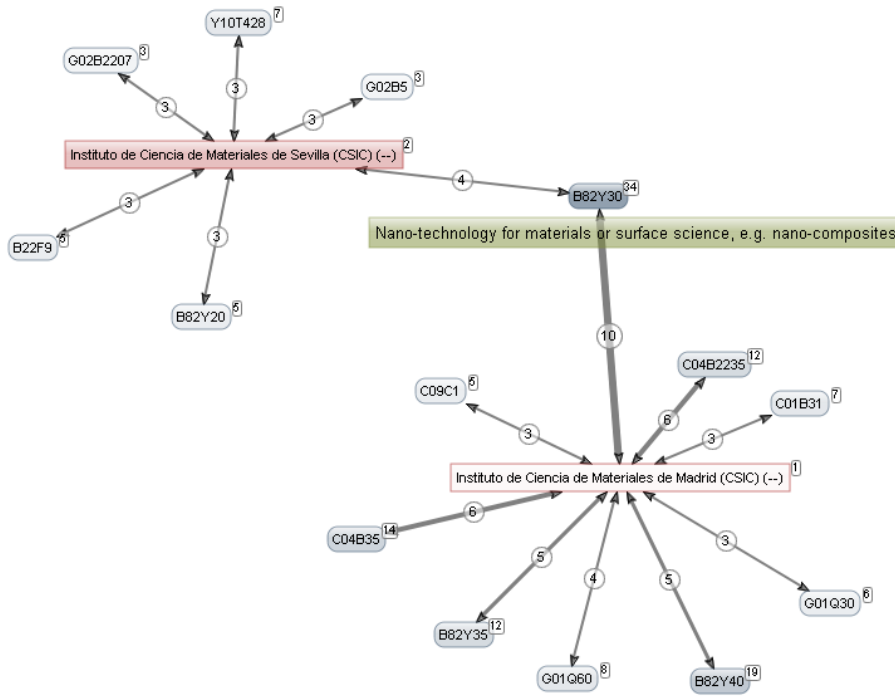 Y10T428 7
G02B2207 3
G02B5 3
3
3
3
Instituto de Ciencia de Materiales de Sevilla (CSIC) (--) 2
4
B82Y30 34
3
B22F9 5
3
Nano-technology for materials or surface science, e.g. nano-composites
B82Y20 5
10
C04B2235 12
C09C1 5
C01B31 7
6
3
3
Instituto de Ciencia de Materiales de Madrid (CSIC) (--) 1
6
C04B35 14
3
5
4
5
G01Q30 6
B82Y35 12
G01Q60 8
B82Y40 19